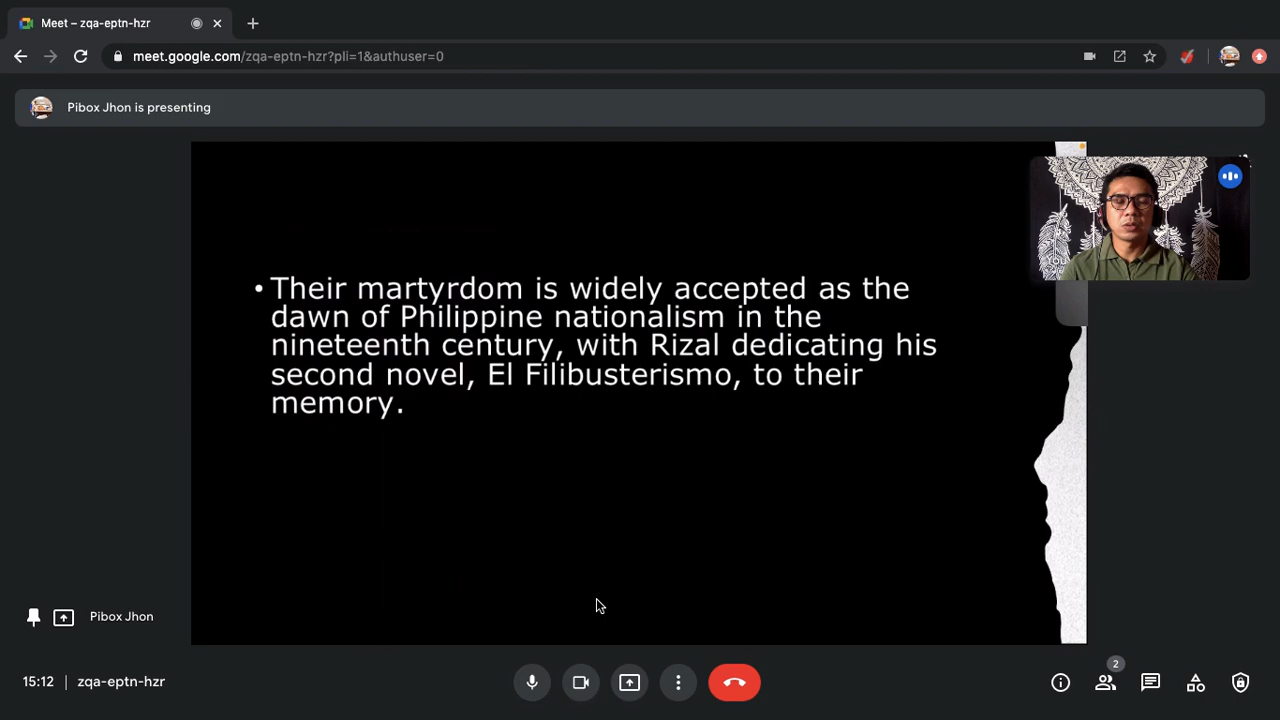 Meet – zqa-eptn-hzr
meet.google.com/zqa-eptn-hzr?pli=1&authuser=0
Pibox Jhon is presenting
• Their martyrdom is widely accepted as the
dawn of Philippine nationalism in the
nineteenth century, with Rizal dedicating his
second novel, El Filibusterismo, to their
memory.
You
Pibox Jhon
15:12 | zqa-eptn-hzr
2